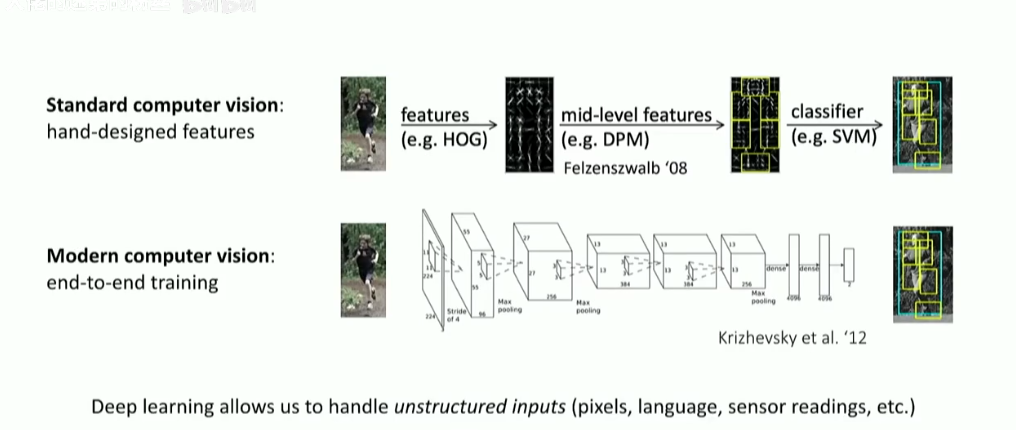 Standard computer vision:
hand-designed features
features
(e.g. HOG)
mid-level features
(e.g. DPM)
Felzenszwalb ‘08
classifier
(e.g. SVM)
Modern computer vision:
end-to-end training
224
224
Stride
of 4
55
55
96
Max
pooling
27
27
256
Max
pooling
13
13
384
13
13
384
13
13
256
Max
pooling
dense
dense
4096
4096
Krizhevsky et al. ‘12
Deep learning allows us to handle unstructured inputs (pixels, language, sensor readings, etc.)